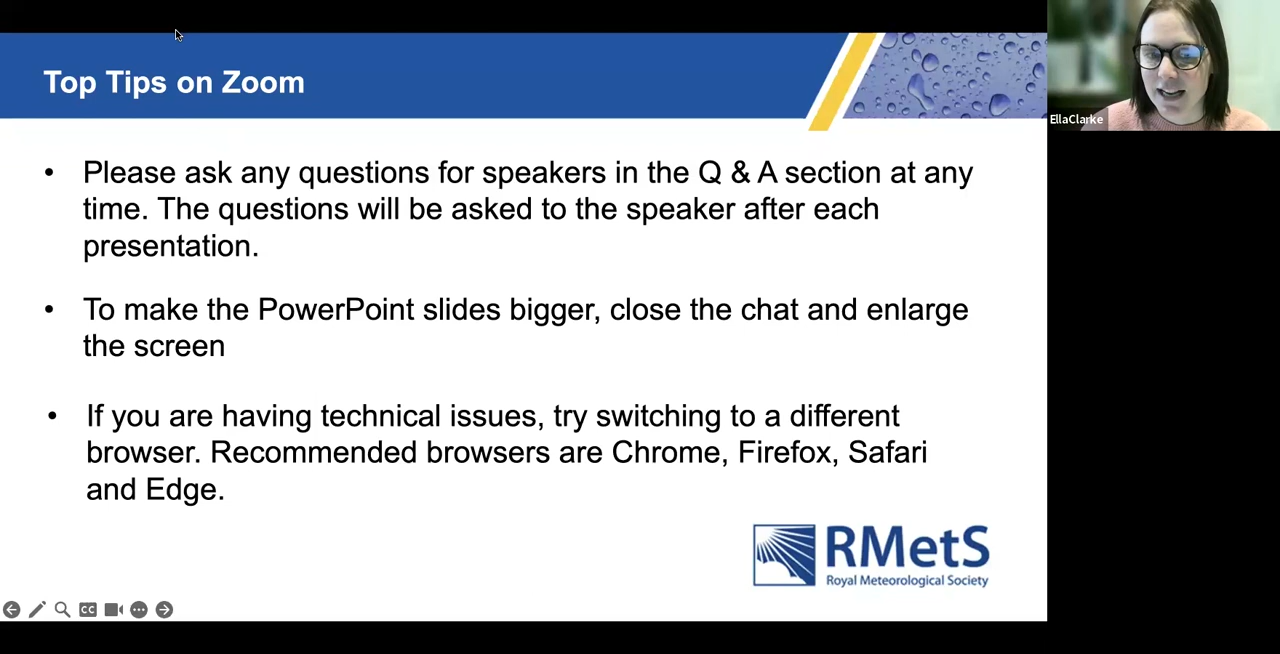 Top Tips on Zoom
EllaClarke
• Please ask any questions for speakers in the Q & A section at any
time. The questions will be asked to the speaker after each
presentation.
• To make the PowerPoint slides bigger, close the chat and enlarge
the screen
• If you are having technical issues, try switching to a different
browser. Recommended browsers are Chrome, Firefox, Safari
and Edge.
RMetS
Royal Meteorological Society
CC